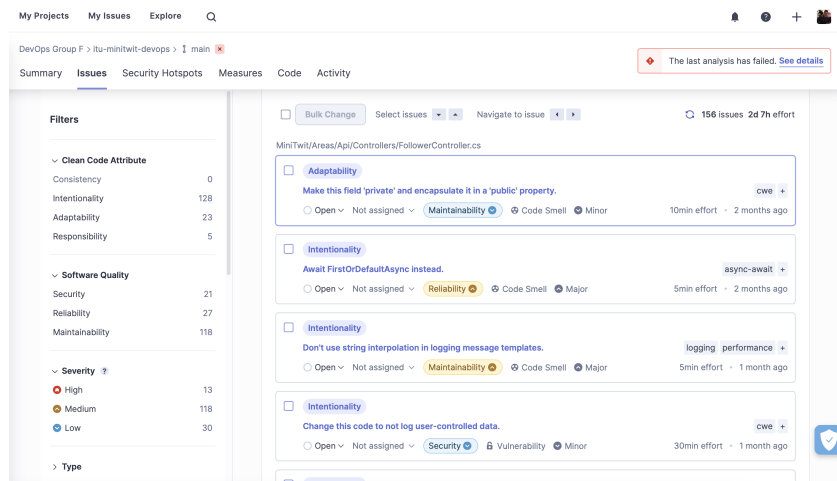 My Projects My Issues Explore
DevOps Group F > itu-minitwit-devops > main
The last analysis has failed. See details
Summary Issues Security Hotspots Measures Code Activity
Filters
Bulk Change Select issues Navigate to issue 156 issues 2d 7h effort
MiniTwit/Areas/Api/Controllers/FollowerController.cs
Clean Code Attribute
Consistency 0
Intentionality 128
Adaptability 23
Responsibility 5
Software Quality
Security 21
Reliability 27
Maintainability 118
Severity ?
High 13
Medium 118
Low 30
Type
Adaptability
Make this field 'private' and encapsulate it in a 'public' property. cwe +
Open Not assigned Maintainability Code Smell Minor 10min effort · 2 months ago
Intentionality
Await FirstOrDefaultAsync instead. async-await +
Open Not assigned Reliability Code Smell Major 5min effort · 2 months ago
Intentionality
Don't use string interpolation in logging message templates. logging performance +
Open Not assigned Maintainability Code Smell Major 5min effort · 1 month ago
Intentionality
Change this code to not log user-controlled data. cwe +
Open Not assigned Security Vulnerability Minor 30min effort · 1 month ago